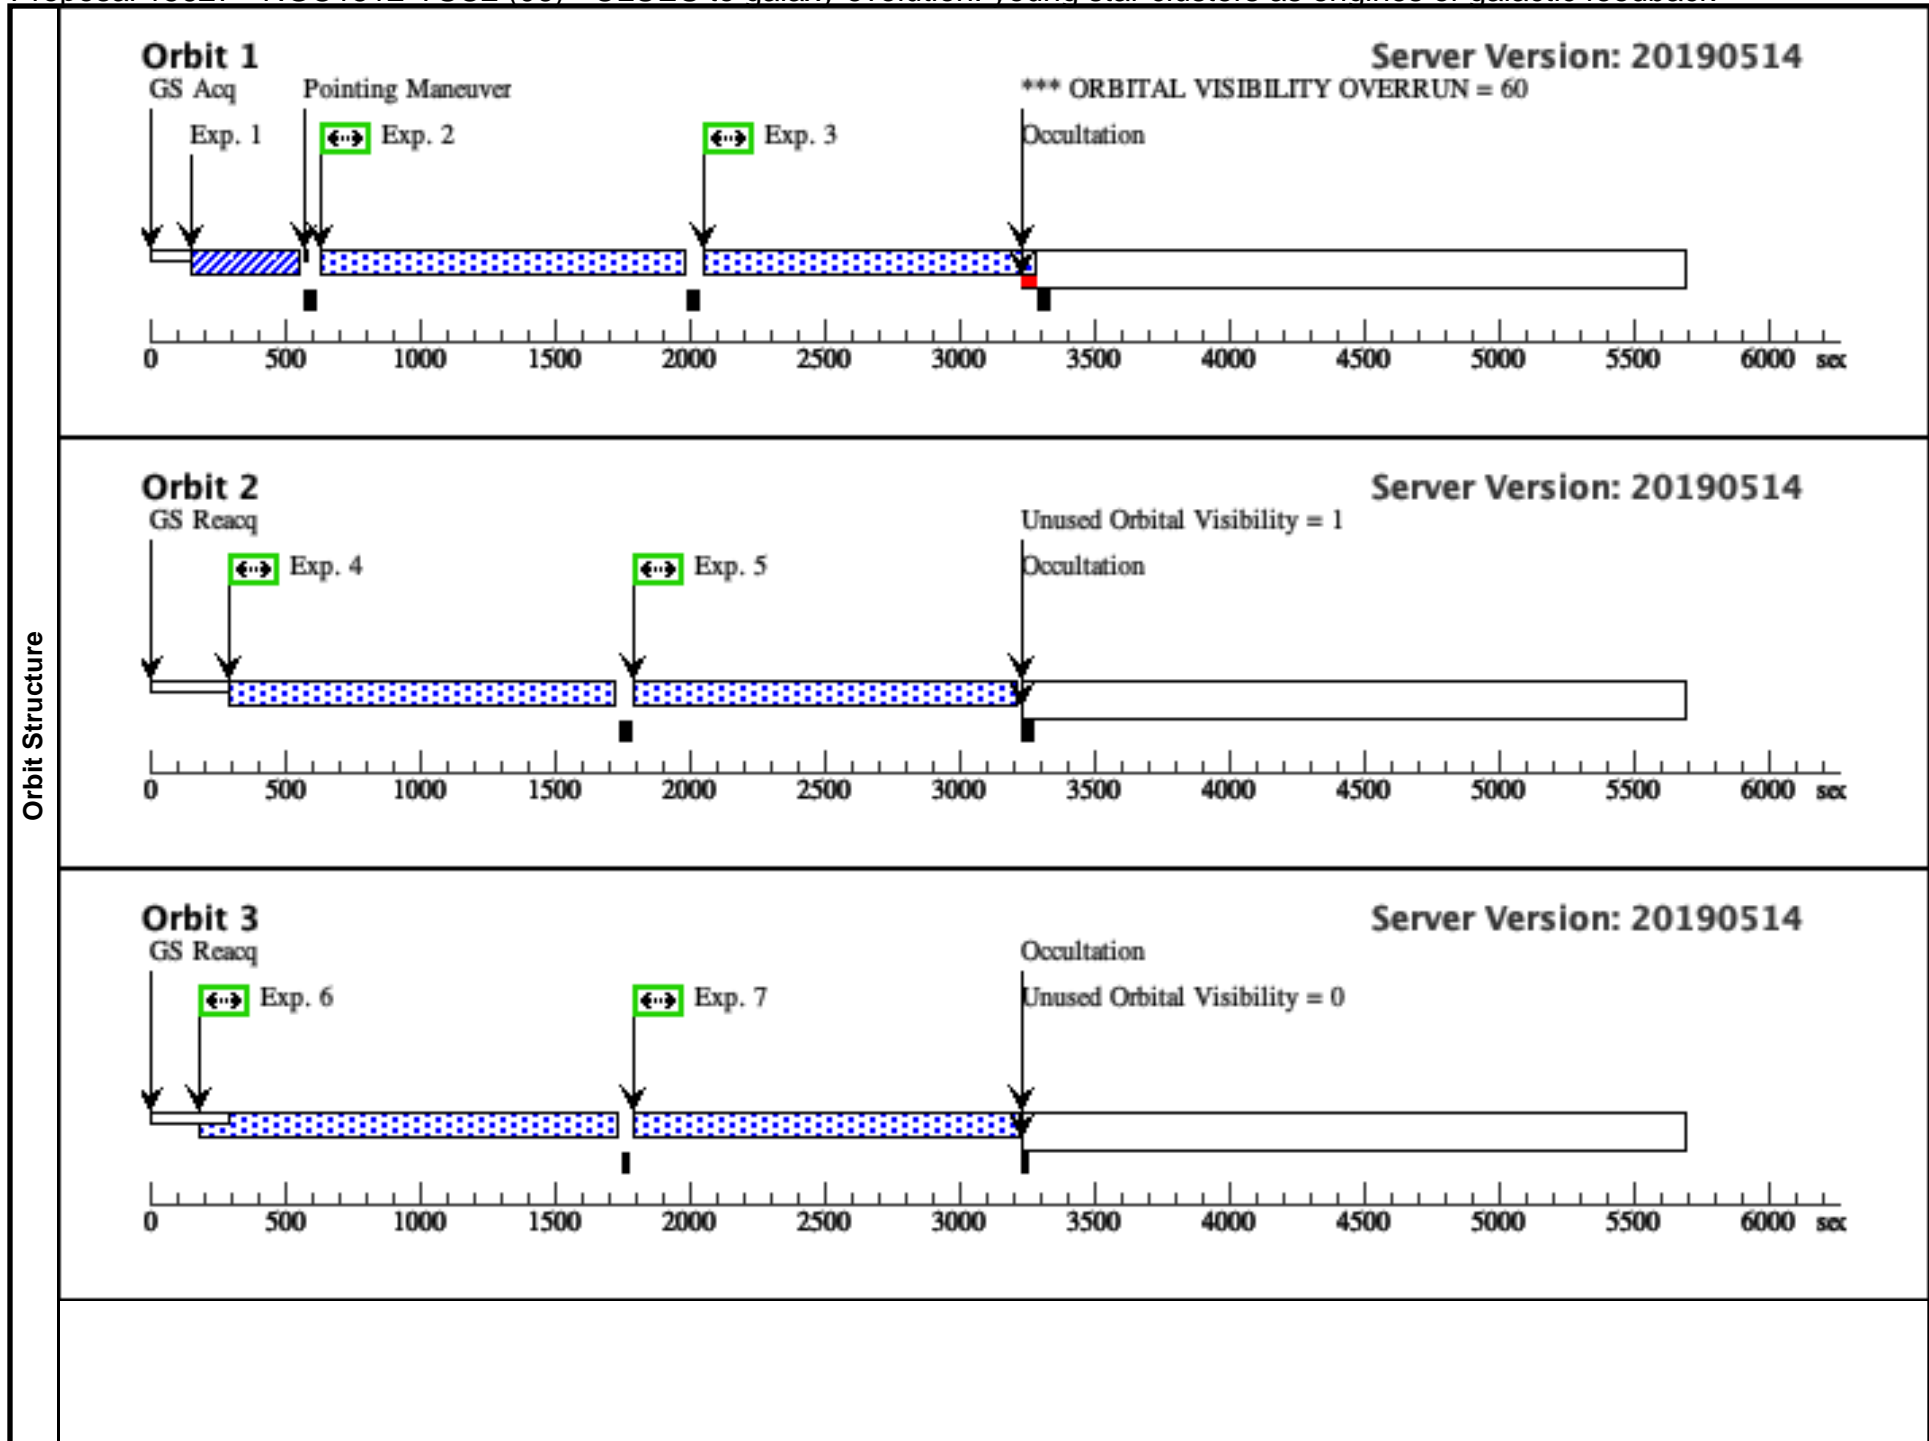 Orbit 1
Server Version: 20190514
GS Acq
Pointing Maneuver
*** ORBITAL VISIBILITY OVERRUN = 60
Exp. 1
Exp. 2
Exp. 3
Occultation
0 500 1000 1500 2000 2500 3000 3500 4000 4500 5000 5500 6000 sec
Orbit Structure
Orbit 2
Server Version: 20190514
GS Reacq
Unused Orbital Visibility = 1
Exp. 4
Exp. 5
Occultation
0 500 1000 1500 2000 2500 3000 3500 4000 4500 5000 5500 6000 sec
Orbit 3
Server Version: 20190514
GS Reacq
Occultation
Exp. 6
Exp. 7
Unused Orbital Visibility = 0
0 500 1000 1500 2000 2500 3000 3500 4000 4500 5000 5500 6000 sec